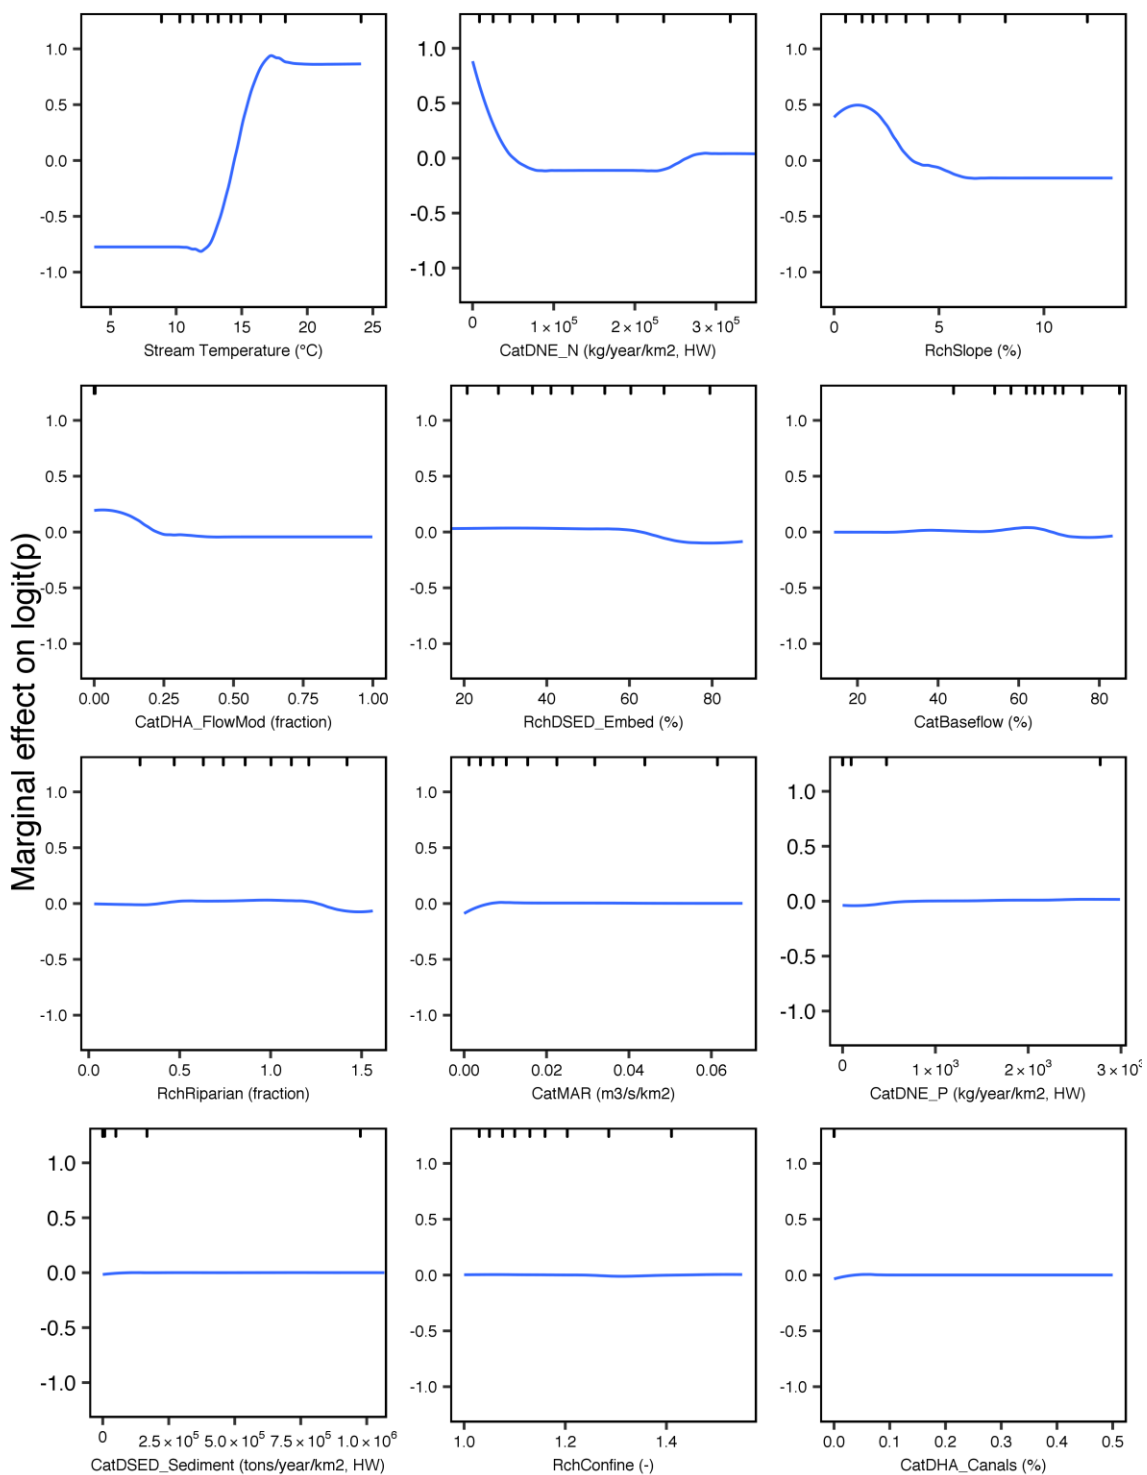 Marginal effect on logit(p)
1.0
0.5
0.0
-0.5
-1.0
5 10 15 20 25
Stream Temperature (°C)
1.0
0.5
0.0
-0.5
-1.0
0 1 × 10⁵ 2 × 10⁵ 3 × 10⁵
CatDNE_N (kg/year/km2, HW)
1.0
0.5
0.0
-0.5
-1.0
0 5 10
RchSlope (%)
1.0
0.5
0.0
-0.5
-1.0
0.00 0.25 0.50 0.75 1.00
CatDHA_FlowMod (fraction)
1.0
0.5
0.0
-0.5
-1.0
20 40 60 80
RchDSED_Embed (%)
1.0
0.5
0.0
-0.5
-1.0
20 40 60 80
CatBaseflow (%)
1.0
0.5
0.0
-0.5
-1.0
0.0 0.5 1.0 1.5
RchRiparian (fraction)
1.0
0.5
0.0
-0.5
-1.0
0.00 0.02 0.04 0.06
CatMAR (m3/s/km2)
1.0
0.5
0.0
-0.5
-1.0
0 1 × 10³ 2 × 10³ 3 × 10³
CatDNE_P (kg/year/km2, HW)
1.0
0.5
0.0
-0.5
-1.0
0 2.5 × 10⁵ 5.0 × 10⁵ 7.5 × 10⁵ 1.0 × 10⁶
CatDSED_Sediment (tons/year/km2, HW)
1.0
0.5
0.0
-0.5
-1.0
1.0 1.2 1.4
RchConfine (-)
1.0
0.5
0.0
-0.5
-1.0
0.0 0.1 0.2 0.3 0.4 0.5
CatDHA_Canals (%)